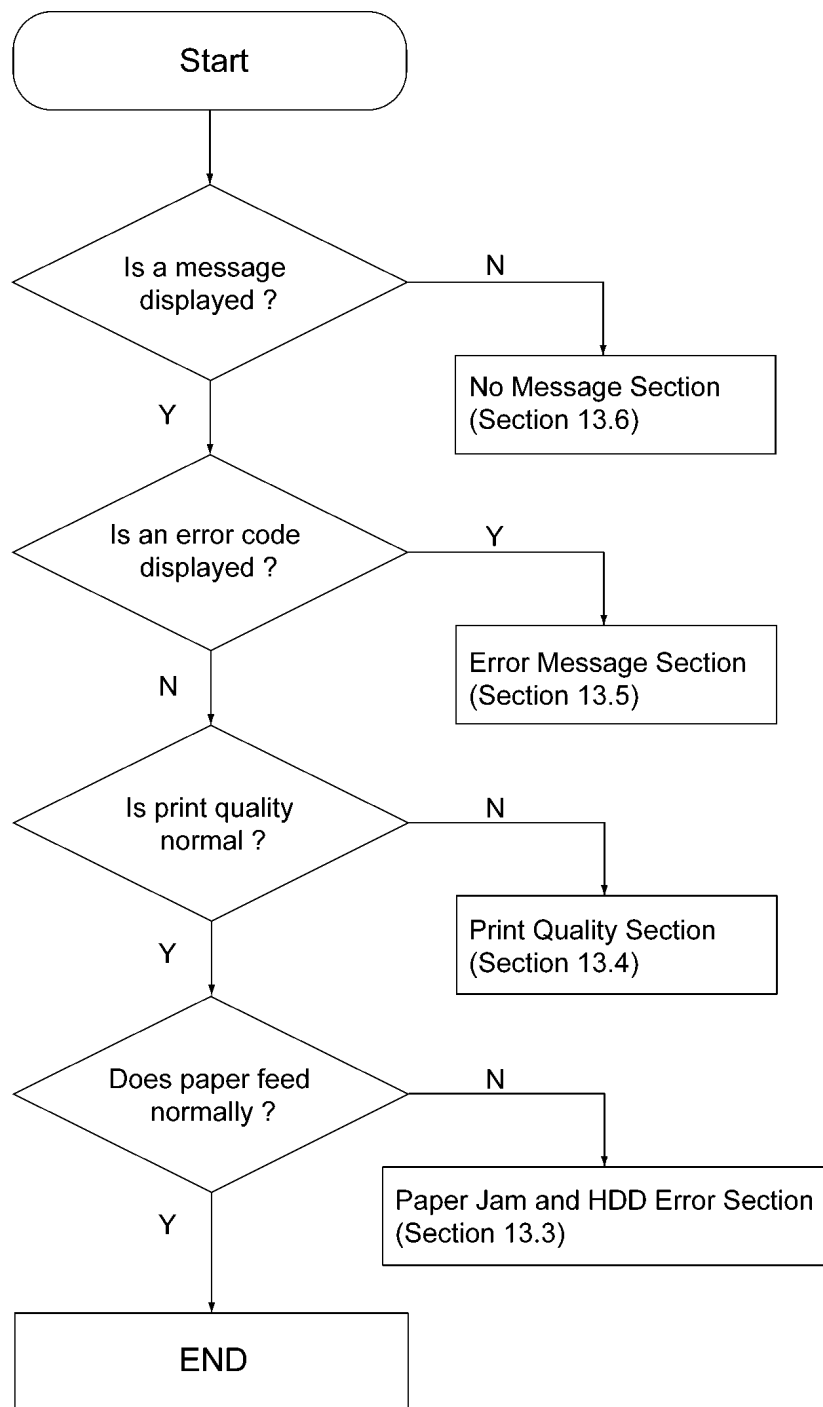 Start
Is a message
displayed ?
N
No Message Section
(Section 13.6)
Y
Is an error code
displayed ?
Y
Error Message Section
(Section 13.5)
N
Is print quality
normal ?
N
Print Quality Section
(Section 13.4)
Y
Does paper feed
normally ?
N
Paper Jam and HDD Error Section
(Section 13.3)
Y
END